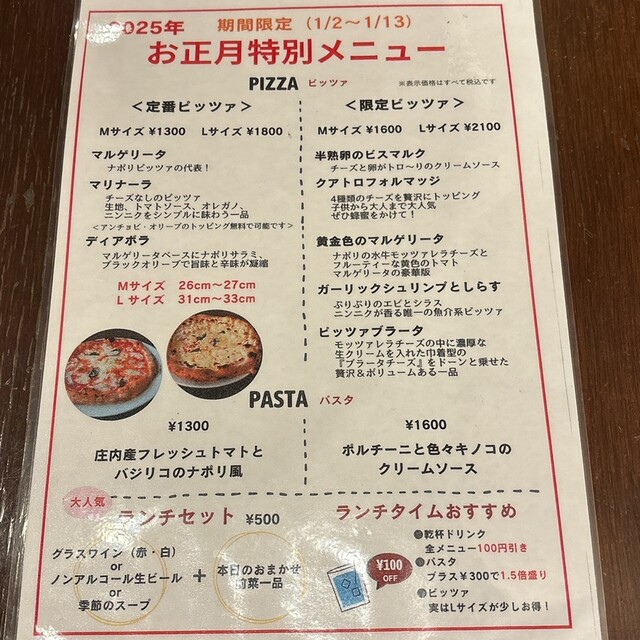 2025年 期間限定（1/2～1/13）
お正月特別メニュー
PIZZA ピッツァ
※表示価格はすべて税込です
＜定番ピッツァ＞
Mサイズ ¥1300 Lサイズ ¥1800
マルゲリータ
ナポリピッツァの代表！
マリナーラ
チーズなしのピッツァ
生地、トマトソース、オレガノ、
ニンニクをシンプルに味わう一品
＜アンチョビ・オリーブのトッピング無料で可能です＞
ディアボラ
マルゲリータベースにナポリサラミ、
ブラックオリーブで旨味と辛味が凝縮
Mサイズ 26cm～27cm
Lサイズ 31cm～33cm
＜限定ピッツァ＞
Mサイズ ¥1600 Lサイズ ¥2100
半熟卵のビスマルク
チーズと卵がトロ～りのクリームソース
クアトロフォルマッジ
4種類のチーズを贅沢にトッピング
子供から大人まで大人気
ぜひ蜂蜜をかけて！
黄金色のマルゲリータ
ナポリの水牛モッツァレラチーズと
フルーティーな黄色のトマト
マルゲリータの豪華版
ガーリックシュリンプとしらす
ぷりぷりのエビとシラス
ニンニクが香る唯一の魚介系ピッツァ
ピッツァブラータ
モッツァレラチーズの中に濃厚な
生クリームを入れた巾着型の
『ブラータチーズ』をドーンと乗せた
贅沢＆ボリュームある一品
PASTA パスタ
¥1300
庄内産フレッシュトマトと
バジリコのナポリ風
¥1600
ポルチーニと色々キノコの
クリームソース
大人気
ランチセット ¥500
グラスワイン（赤・白）
or
ノンアルコール生ビール
or
季節のスープ
+
本日のおまかせ
前菜一品
ランチタイムおすすめ
¥100
OFF
●乾杯ドリンク
全メニュー100円引き
●パスタ
プラス¥300で1.5倍盛り
●ピッツァ
実はLサイズが少しお得！